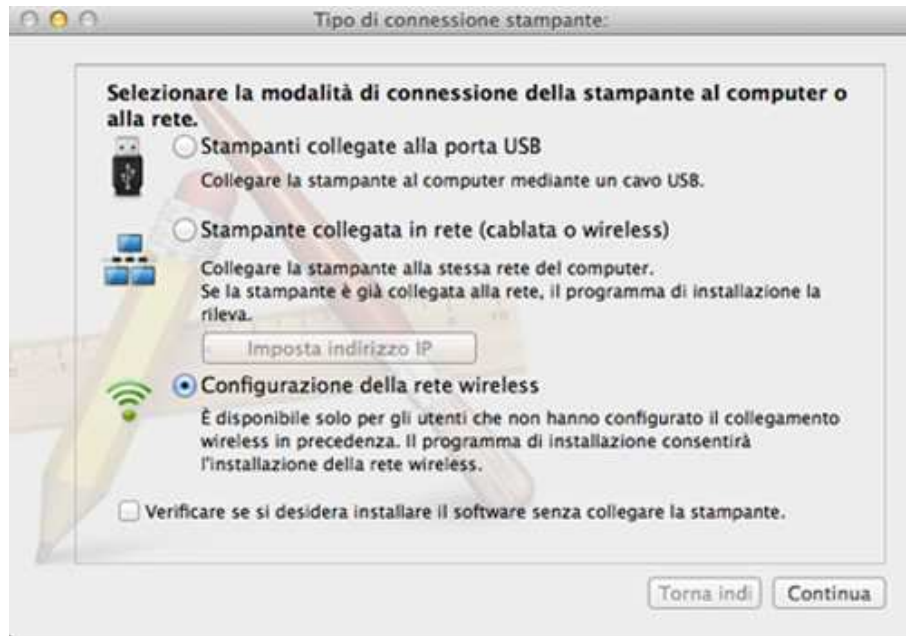 Tipo di connessione stampante:
Selezionare la modalità di connessione della stampante al computer o
alla rete.
Stampanti collegate alla porta USB
Collegare la stampante al computer mediante un cavo USB.
Stampante collegata in rete (cablata o wireless)
Collegare la stampante alla stessa rete del computer.
Se la stampante è già collegata alla rete, il programma di installazione la
rileva.
Imposta indirizzo IP
Configurazione della rete wireless
È disponibile solo per gli utenti che non hanno configurato il collegamento
wireless in precedenza. Il programma di installazione consentirà
l'installazione della rete wireless.
Verificare se si desidera installare il software senza collegare la stampante.
Torna indi
Continua